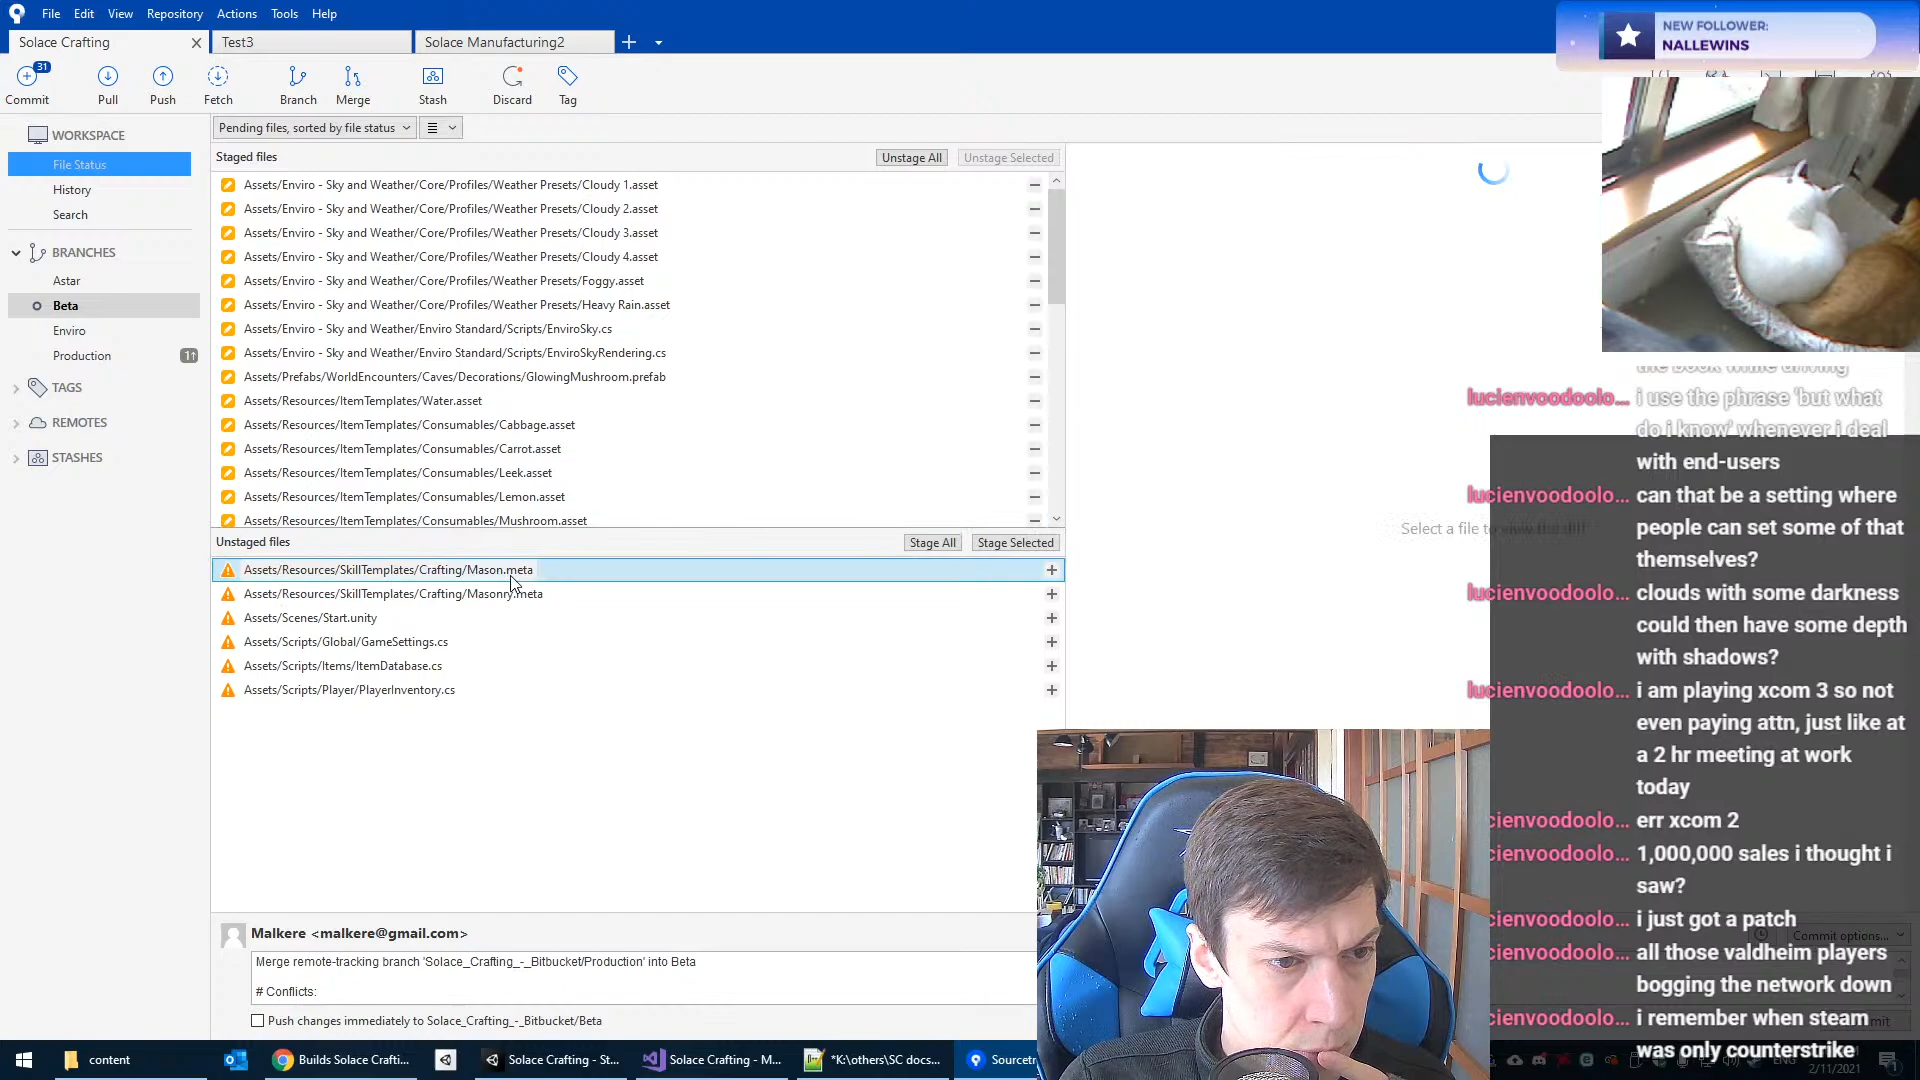 File Edit View Repository Actions Tools Help
Solace Crafting
Test3
Solace Manufacturing2
31
Commit
Pull
Push
Fetch
Branch
Merge
Stash
Discard
Tag
NEW FOLLOWER:
NALLEWINS
WORKSPACE
File Status
History
Search
BRANCHES
Astar
Beta
Enviro
Production 1↑
TAGS
REMOTES
STASHES
Pending files, sorted by file status
Staged files
Unstage All
Unstage Selected
Assets/Enviro - Sky and Weather/Core/Profiles/Weather Presets/Cloudy 1.asset
Assets/Enviro - Sky and Weather/Core/Profiles/Weather Presets/Cloudy 2.asset
Assets/Enviro - Sky and Weather/Core/Profiles/Weather Presets/Cloudy 3.asset
Assets/Enviro - Sky and Weather/Core/Profiles/Weather Presets/Cloudy 4.asset
Assets/Enviro - Sky and Weather/Core/Profiles/Weather Presets/Foggy.asset
Assets/Enviro - Sky and Weather/Core/Profiles/Weather Presets/Heavy Rain.asset
Assets/Enviro - Sky and Weather/Enviro Standard/Scripts/EnviroSky.cs
Assets/Enviro - Sky and Weather/Enviro Standard/Scripts/EnviroSkyRendering.cs
Assets/Prefabs/WorldEncounters/Caves/Decorations/GlowingMushroom.prefab
Assets/Resources/ItemTemplates/Water.asset
Assets/Resources/ItemTemplates/Consumables/Cabbage.asset
Assets/Resources/ItemTemplates/Consumables/Carrot.asset
Assets/Resources/ItemTemplates/Consumables/Leek.asset
Assets/Resources/ItemTemplates/Consumables/Lemon.asset
Assets/Resources/ItemTemplates/Consumables/Mushroom.asset
Unstaged files
Stage All
Stage Selected
Assets/Resources/SkillTemplates/Crafting/Mason.meta
Assets/Resources/SkillTemplates/Crafting/Masonry.meta
Assets/Scenes/Start.unity
Assets/Scripts/Global/GameSettings.cs
Assets/Scripts/Items/ItemDatabase.cs
Assets/Scripts/Player/PlayerInventory.cs
Select a file to view the diff
the book while driving
lucienvoodoolo... i use the phrase 'but what
do i know' whenever i deal
with end-users
lucienvoodoolo... can that be a setting where
people can set some of that
themselves?
lucienvoodoolo... clouds with some darkness
could then have some depth
with shadows?
lucienvoodoolo... i am playing xcom 3 so not
even paying attn, just like at
a 2 hr meeting at work
today
cienvoodoolo... err xcom 2
cienvoodoolo... 1,000,000 sales i thought i
saw?
cienvoodoolo... i just got a patch
cienvoodoolo... all those valdheim players
bogging the network down
cienvoodoolo... i remember when steam
was only counterstrike
Malkere <malkere@gmail.com>
Commit options...
Merge remote-tracking branch 'Solace_Crafting_-_Bitbucket/Production' into Beta
# Conflicts:
Push changes immediately to Solace_Crafting_-_Bitbucket/Beta
content
Builds Solace Crafti...
Solace Crafting - St...
Solace Crafting - M...
*K:\others\SC docs...
Sourcetr
ENG
2/11/2021